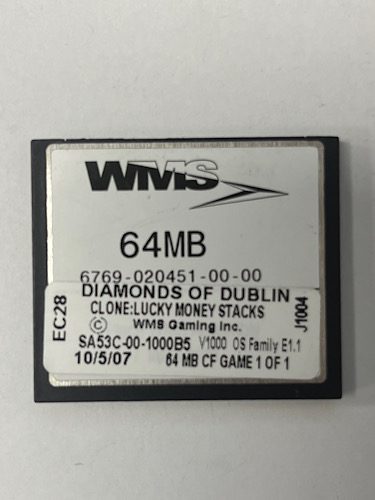 WMS
64MB
6769-020451-00-00
DIAMONDS OF DUBLIN
CLONE:LUCKY MONEY STACKS
© WMS Gaming Inc.
SA53C-00-1000B5 V1000 OS Family E1.1
10/5/07 64 MB CF GAME 1 OF 1
EC28
J1004